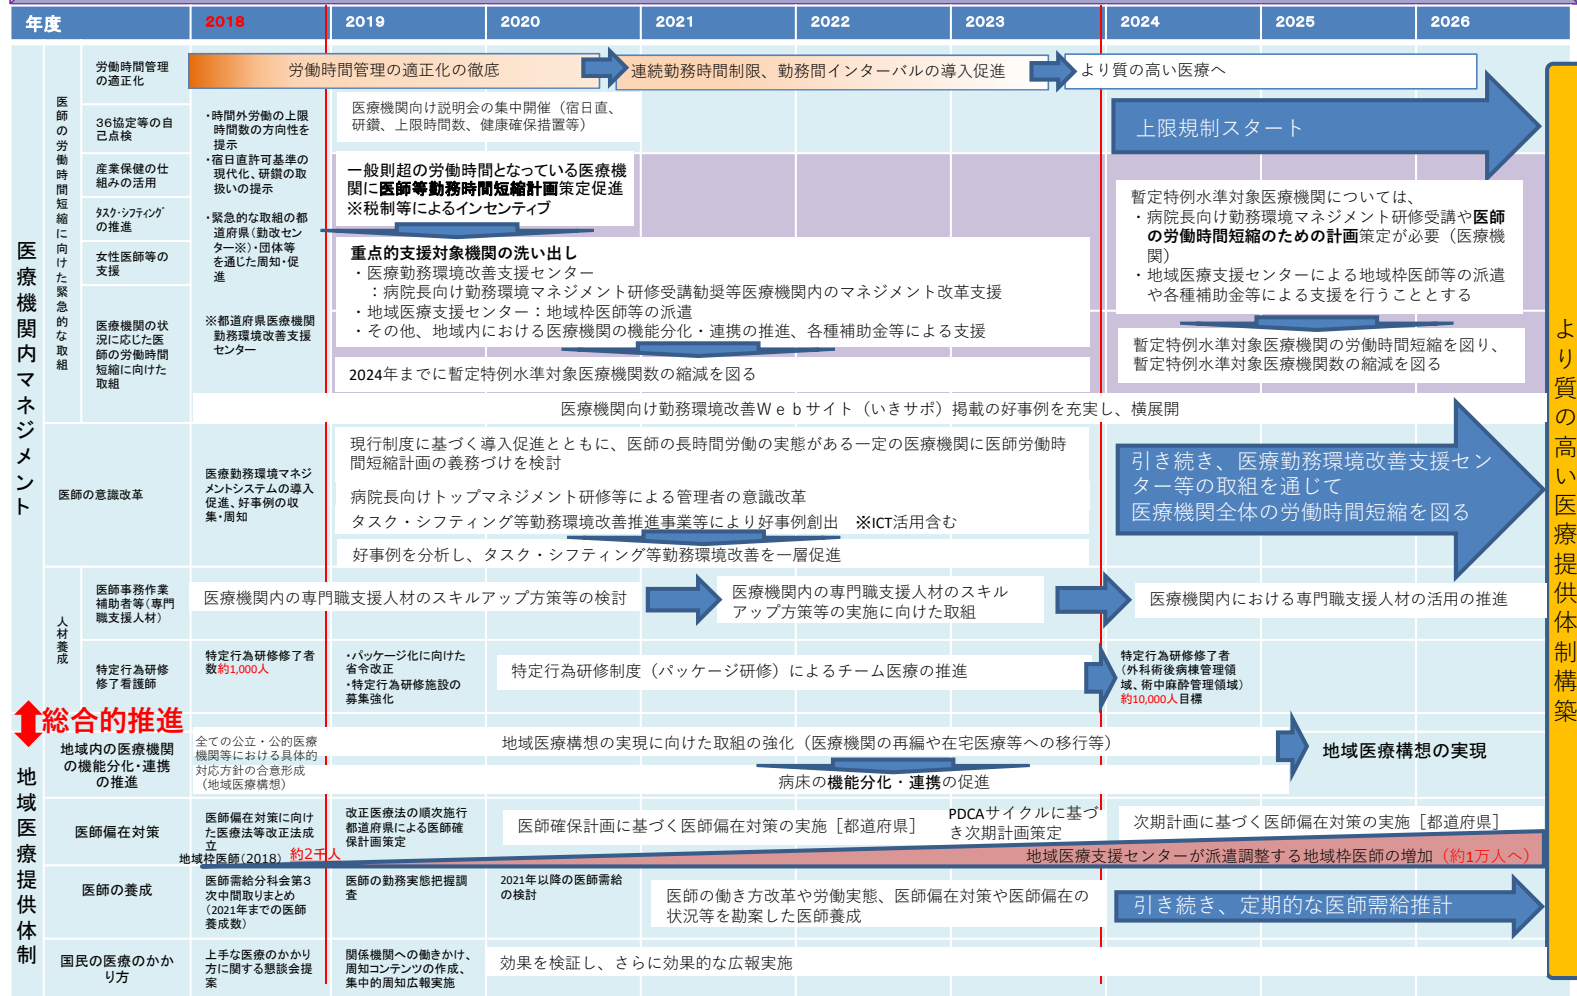 年度
2018
2019
2020
2021
2022
2023
2024
2025
2026
医療機関内マネジメント
医師の労働時間短縮に向けた緊急的な取組
労働時間管理
の適正化
36協定等の自
己点検
産業保健の仕
組みの活用
タスク・シフティング
の推進
女性医師等の
支援
医療機関の状
況に応じた医
師の労働時間
短縮に向けた
取組
・時間外労働の上限
時間数の方向性を
提示
・宿日直許可基準の
現代化、研鑽の取
扱いの提示
・緊急的な取組の都
道府県(勤改セン
ター※)・団体等
を通じた周知・促
進
※都道府県医療機関
勤務環境改善支援
センター
労働時間管理の適正化の徹底
連続勤務時間制限、勤務間インターバルの導入促進
より質の高い医療へ
医療機関向け説明会の集中開催（宿日直、
研鑽、上限時間数、健康確保措置等）
上限規制スタート
一般則超の労働時間となっている医療機
関に医師等勤務時間短縮計画策定促進
※税制等によるインセンティブ
重点的支援対象機関の洗い出し
・医療勤務環境改善支援センター
：病院長向け勤務環境マネジメント研修受講勧奨等医療機関内のマネジメント改革支援
・地域医療支援センター：地域枠医師等の派遣
・その他、地域内における医療機関の機能分化・連携の推進、各種補助金等による支援
2024年までに暫定特例水準対象医療機関数の縮減を図る
暫定特例水準対象医療機関については、
・病院長向け勤務環境マネジメント研修受講や医師
の労働時間短縮のための計画策定が必要（医療機
関）
・地域医療支援センターによる地域枠医師等の派遣
や各種補助金等による支援を行うこととする
暫定特例水準対象医療機関の労働時間短縮を図り、
暫定特例水準対象医療機関数の縮減を図る
医療機関向け勤務環境改善Ｗｅｂサイト（いきサポ）掲載の好事例を充実し、横展開
医師の意識改革
医療勤務環境マネジ
メントシステムの導入
促進、好事例の収
集・周知
現行制度に基づく導入促進とともに、医師の長時間労働の実態がある一定の医療機関に医師労働時
間短縮計画の義務づけを検討
病院長向けトップマネジメント研修等による管理者の意識改革
タスク・シフティング等勤務環境改善推進事業等により好事例創出　※ICT活用含む
好事例を分析し、タスク・シフティング等勤務環境改善を一層促進
引き続き、医療勤務環境改善支援セン
ター等の取組を通じて
医療機関全体の労働時間短縮を図る
人材養成
医師事務作業
補助者等(専門
職支援人材)
医療機関内の専門職支援人材のスキルアップ方策等の検討
医療機関内の専門職支援人材のスキル
アップ方策等の実施に向けた取組
医療機関内における専門職支援人材の活用の推進
特定行為研修
修了看護師
特定行為研修修了者
数約1,000人
・パッケージ化に向けた
省令改正
・特定行為研修施設の
募集強化
特定行為研修制度（パッケージ研修）によるチーム医療の推進
特定行為研修修了者
(外科術後病棟管理領
域、術中麻酔管理領域)
約10,000人目標
総合的推進
地域医療提供体制
地域内の医療機関
の機能分化・連携
の推進
全ての公立・公的医療
機関等における具体的
対応方針の合意形成
（地域医療構想）
地域医療構想の実現に向けた取組の強化（医療機関の再編や在宅医療等への移行等）
病床の機能分化・連携の促進
地域医療構想の実現
医師偏在対策
医師偏在対策に向け
た医療法等改正法成
立
地域枠医師(2018) 約2千人
改正医療法の順次施行
都道府県による医師確
保計画策定
医師確保計画に基づく医師偏在対策の実施［都道府県］
PDCAサイクルに基づ
き次期計画策定
次期計画に基づく医師偏在対策の実施［都道府県］
地域医療支援センターが派遣調整する地域枠医師の増加（約1万人へ）
医師の養成
医師需給分科会第3
次中間取りまとめ
(2021年までの医師
養成数)
医師の勤務実態把握調
査
2021年以降の医師需給
の検討
医師の働き方改革や労働実態、医師偏在対策や医師偏在の
状況等を勘案した医師養成
引き続き、定期的な医師需給推計
国民の医療のかか
り方
上手な医療のかかり
方に関する懇談会提
案
関係機関への働きかけ、
周知コンテンツの作成、
集中的周知広報実施
効果を検証し、さらに効果的な広報実施
より質の高い医療提供体制構築